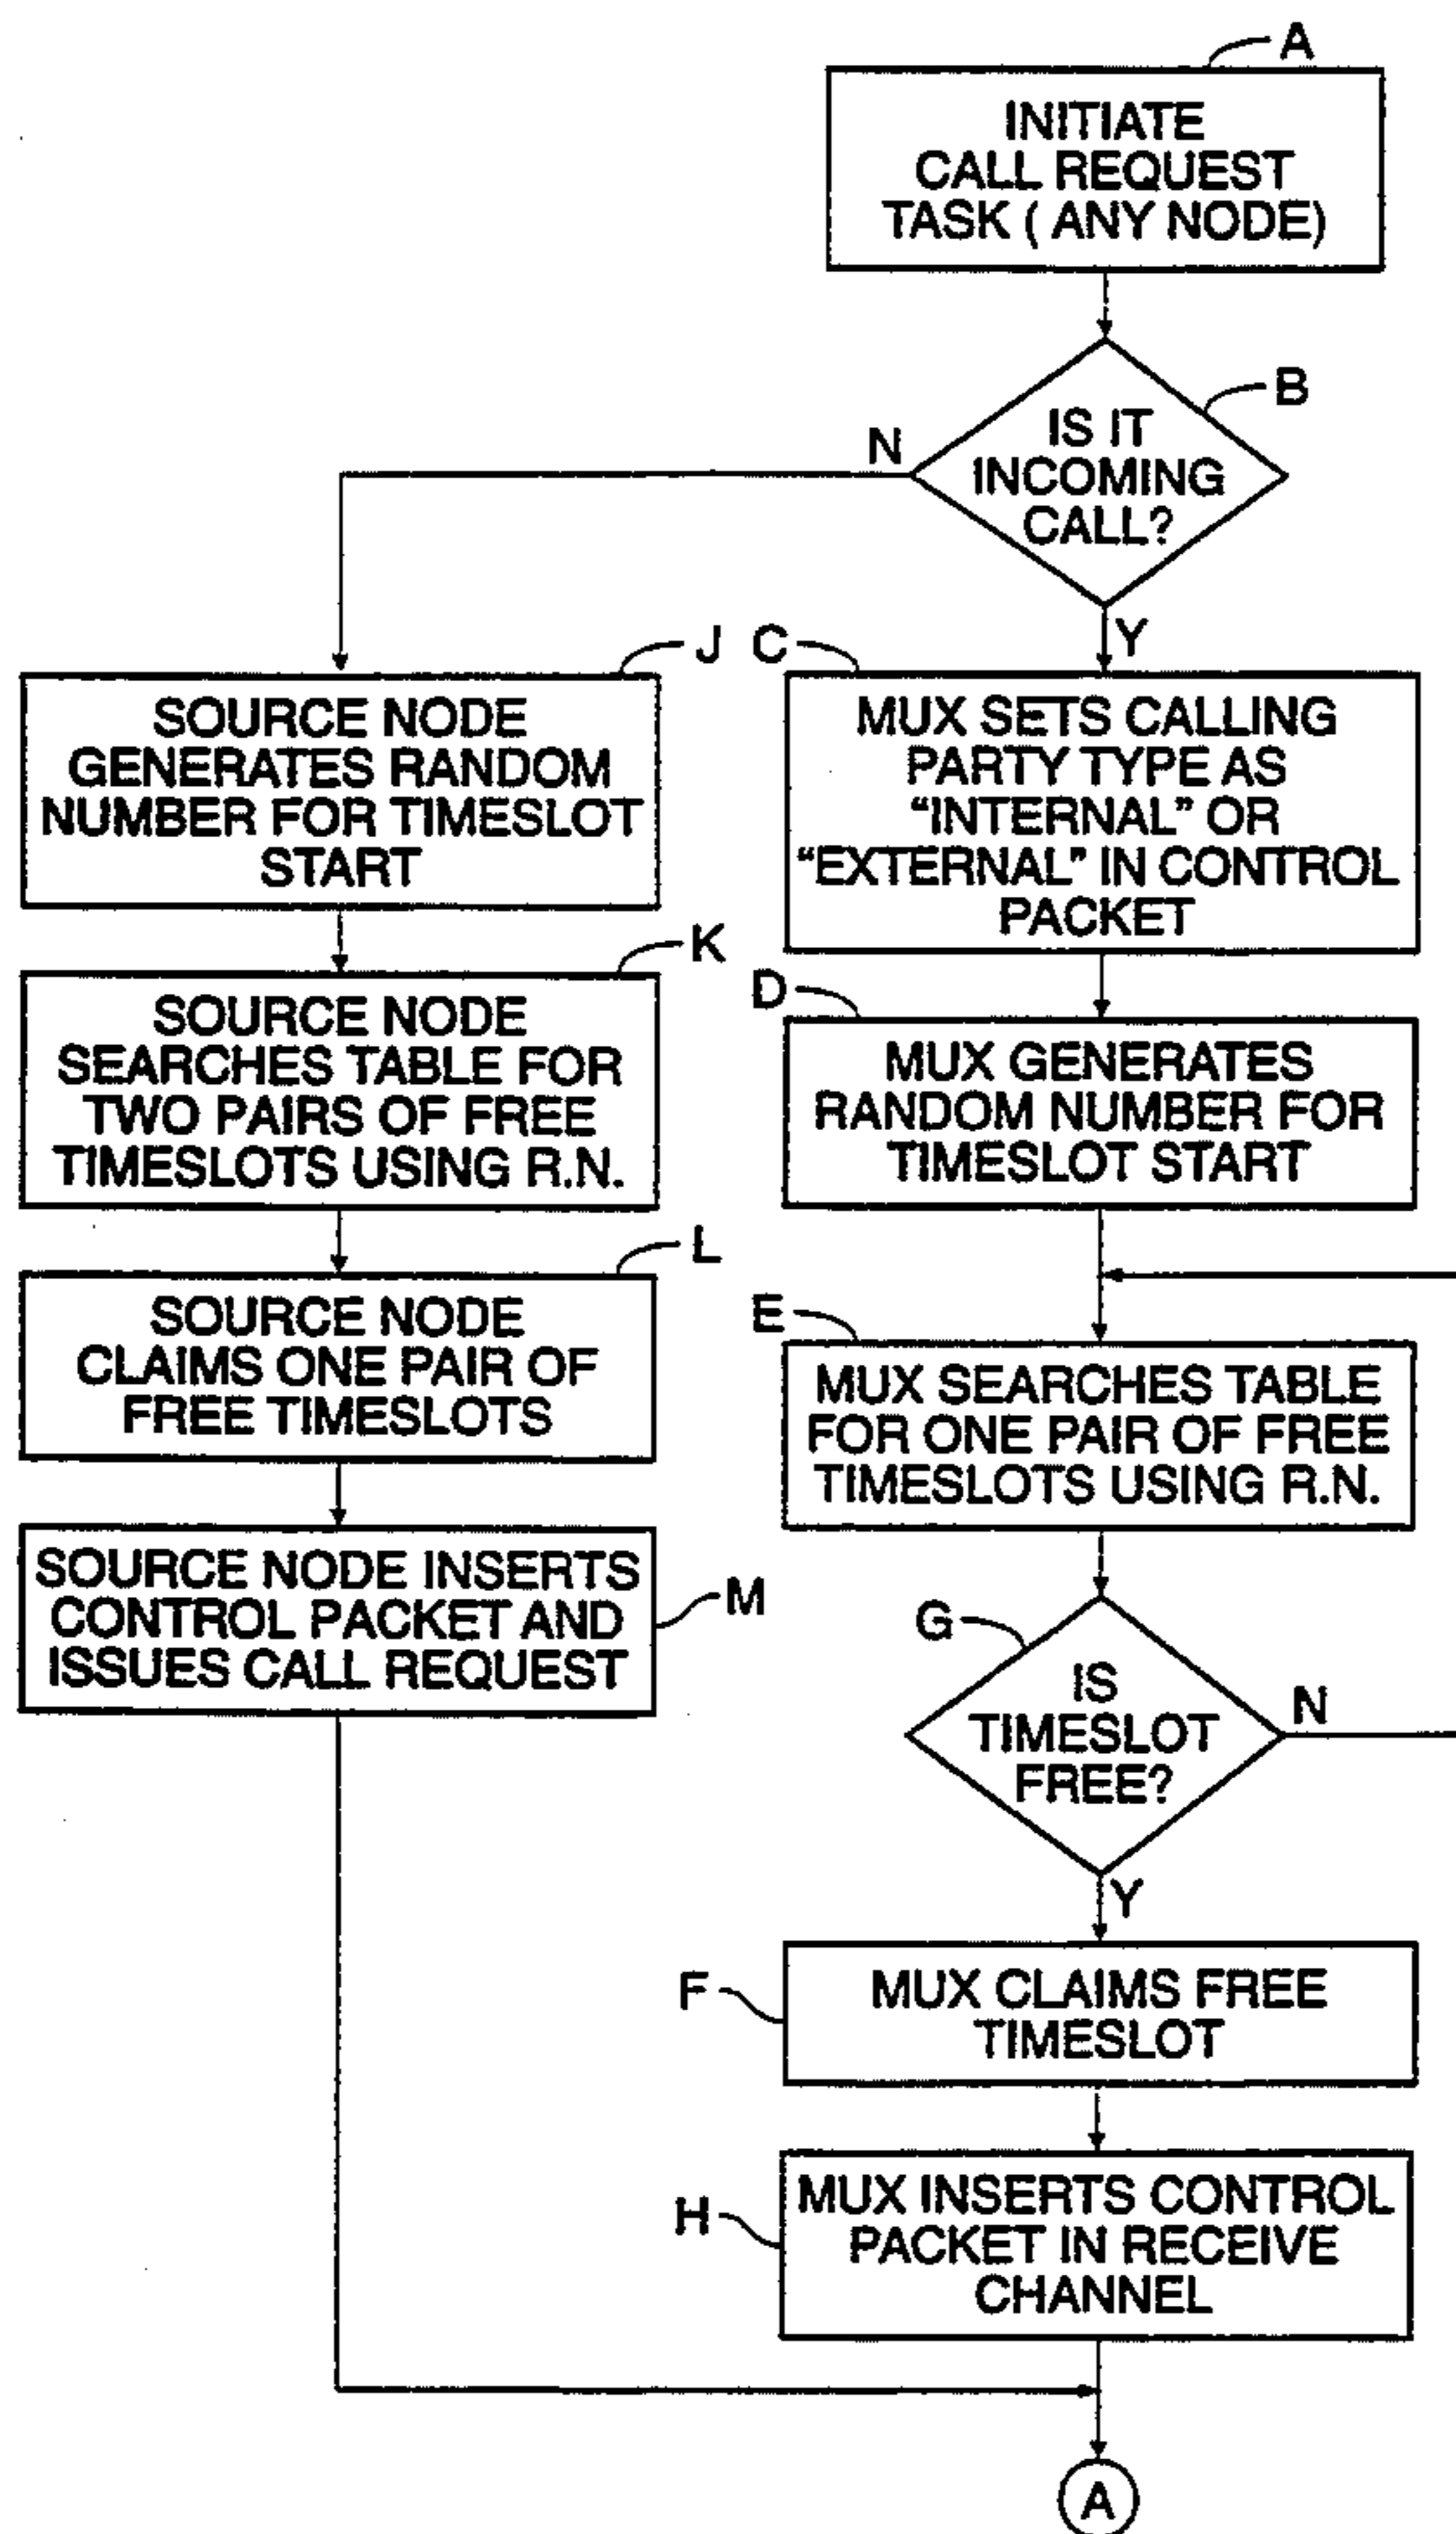 A
INITIATE
CALL REQUEST
TASK ( ANY NODE)
B
IS IT
INCOMING
CALL?
N
Y
J
SOURCE NODE
GENERATES RANDOM
NUMBER FOR TIMESLOT
START
K
SOURCE NODE
SEARCHES TABLE FOR
TWO PAIRS OF FREE
TIMESLOTS USING R.N.
L
SOURCE NODE
CLAIMS ONE PAIR OF
FREE TIMESLOTS
SOURCE NODE INSERTS
CONTROL PACKET AND
ISSUES CALL REQUEST
M
C
MUX SETS CALLING
PARTY TYPE AS
“INTERNAL” OR
“EXTERNAL” IN CONTROL
PACKET
D
MUX GENERATES
RANDOM NUMBER FOR
TIMESLOT START
E
MUX SEARCHES TABLE
FOR ONE PAIR OF FREE
TIMESLOTS USING R.N.
G
IS
TIMESLOT
FREE?
N
Y
F
MUX CLAIMS FREE
TIMESLOT
H
MUX INSERTS CONTROL
PACKET IN RECEIVE
CHANNEL
A